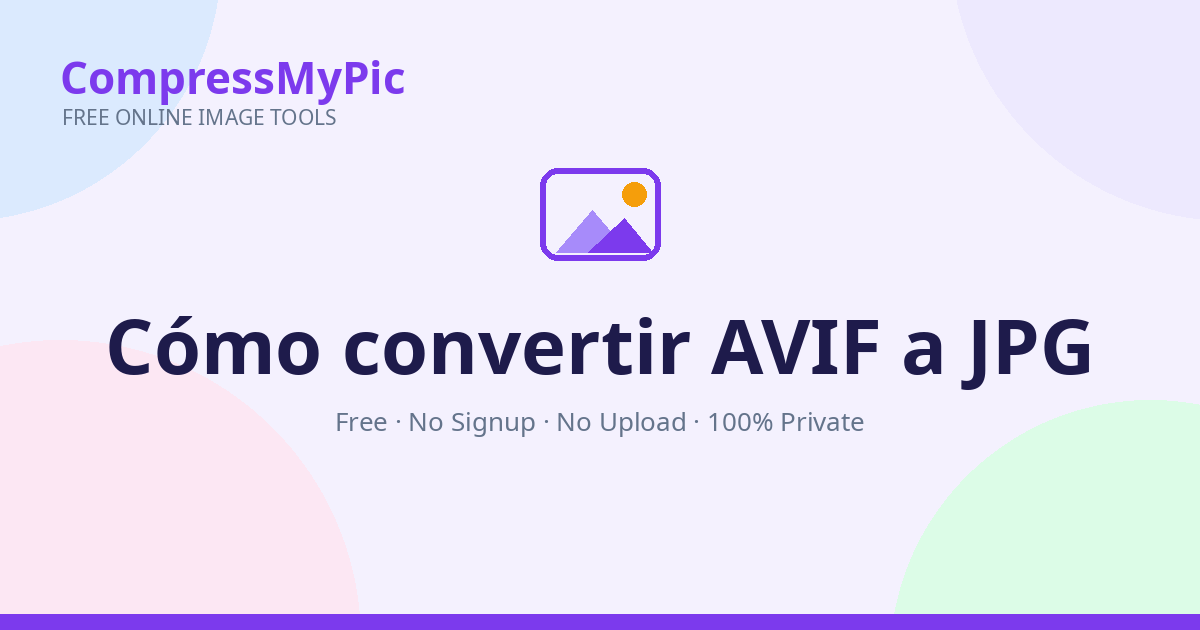 CompressMyPic
FREE ONLINE IMAGE TOOLS
Cómo convertir AVIF a JPG
Free · No Signup · No Upload · 100% Private